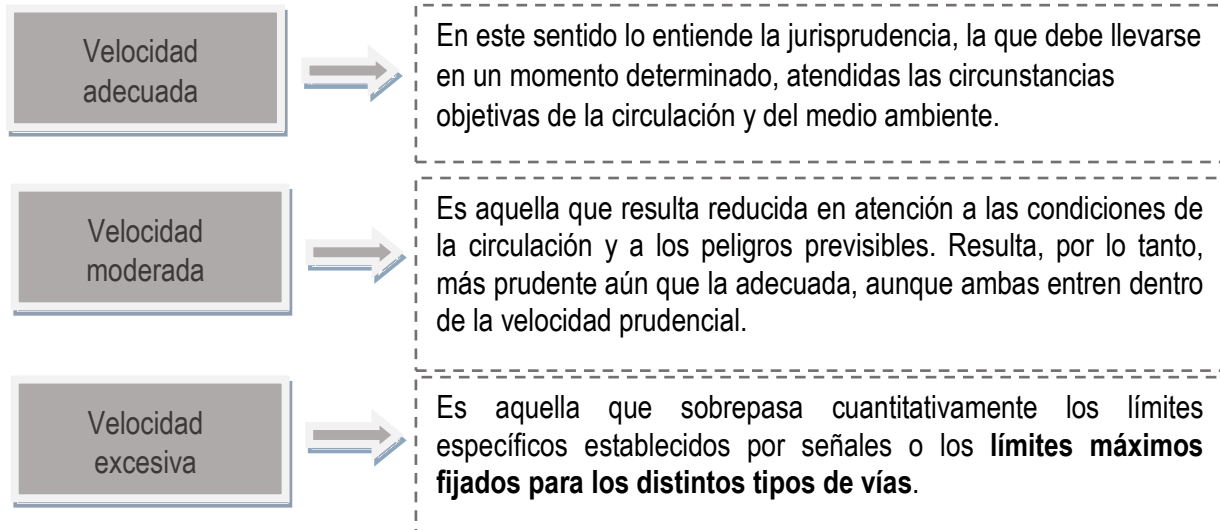 Velocidad
adecuada
En este sentido lo entiende la jurisprudencia, la que debe llevarse
en un momento determinado, atendidas las circunstancias
objetivas de la circulación y del medio ambiente.
Velocidad
moderada
Es aquella que resulta reducida en atención a las condiciones de
la circulación y a los peligros previsibles. Resulta, por lo tanto,
más prudente aún que la adecuada, aunque ambas entren dentro
de la velocidad prudencial.
Velocidad
excesiva
Es aquella que sobrepasa cuantitativamente los límites
específicos establecidos por señales o los límites máximos
fijados para los distintos tipos de vías.